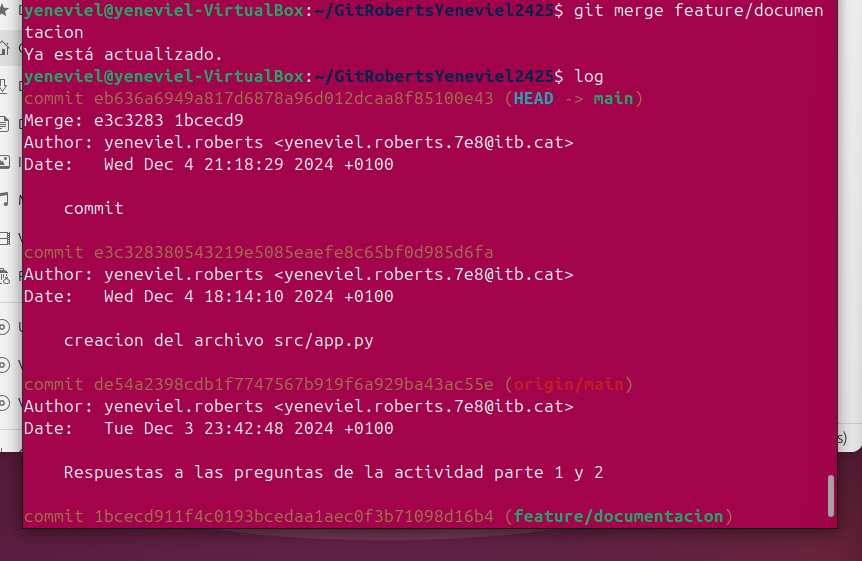 yeneviel@yeneviel-VirtualBox:~/GitRobertsYeneviel2425$ git merge feature/documen
tacion
Ya está actualizado.
yeneviel@yeneviel-VirtualBox:~/GitRobertsYeneviel2425$ log
commit eb636a6949a817d6878a96d012dcaa8f85100e43 (HEAD -> main)
Merge: e3c3283 1bcecd9
Author: yeneviel.roberts <yeneviel.roberts.7e8@itb.cat>
Date:   Wed Dec 4 21:18:29 2024 +0100
commit
commit e3c328380543219e5085eaefe8c65bf0d985d6fa
Author: yeneviel.roberts <yeneviel.roberts.7e8@itb.cat>
Date:   Wed Dec 4 18:14:10 2024 +0100
creacion del archivo src/app.py
commit de54a2398cdb1f7747567b919f6a929ba43ac55e (origin/main)
Author: yeneviel.roberts <yeneviel.roberts.7e8@itb.cat>
Date:   Tue Dec 3 23:42:48 2024 +0100
Respuestas a las preguntas de la actividad parte 1 y 2
commit 1bcecd911f4c0193bcedaa1aec0f3b71098d16b4 (feature/documentacion)